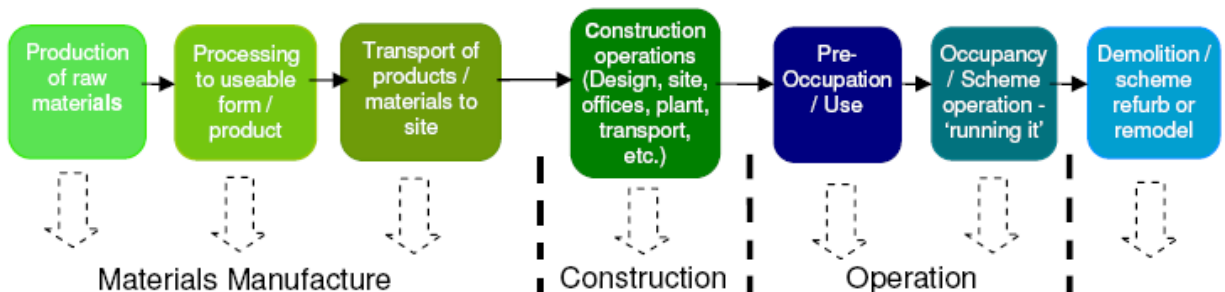 Production
of raw
materials
Processing
to useable
form /
product
Transport of
products /
materials to
site
Construction
operations
(Design, site,
offices, plant,
transport,
etc.)
Pre-
Occupation
/ Use
Occupancy
/ Scheme
operation -
‘running it’
Demolition /
scheme
refurb or
remodel
Materials Manufacture
Construction
Operation